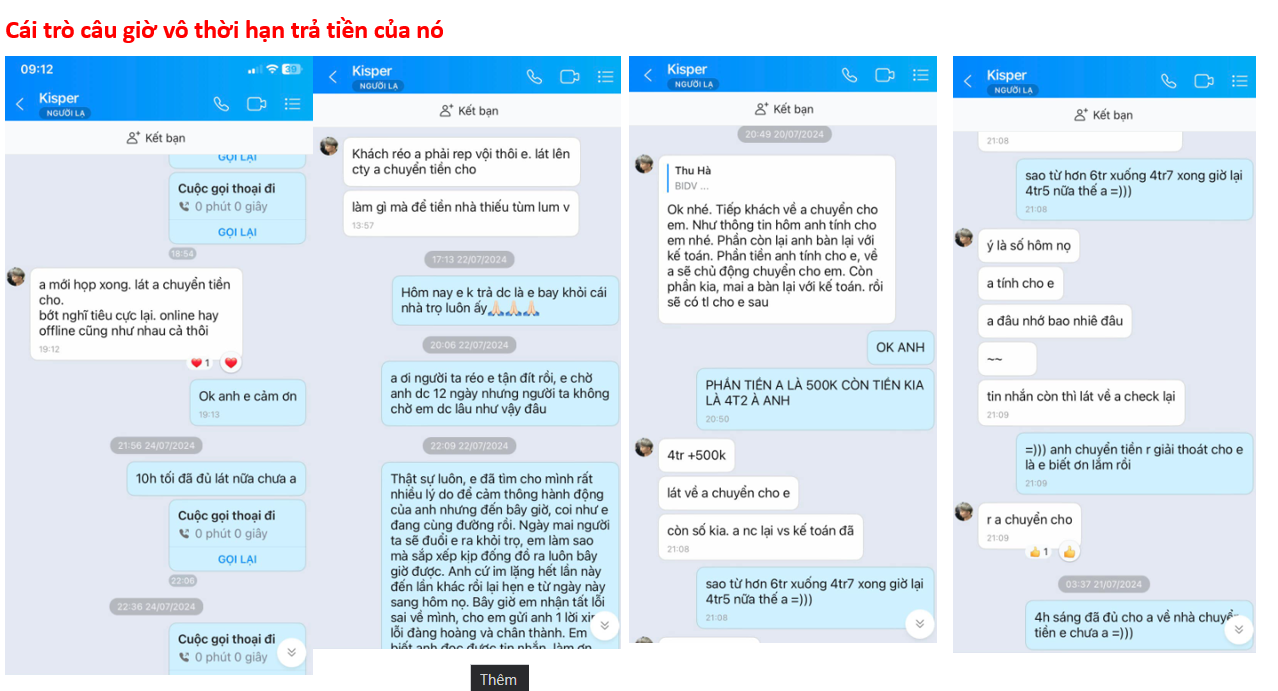 Cái trò câu giờ vô thời hạn trả tiền của nó
09:12
39
Kisper
NGƯỜI LẠ
Kết bạn
GỌI LẠI
Cuộc gọi thoại đi
0 phút 0 giây
GỌI LẠI
18:54
a mới họp xong. lát a chuyển tiền
cho.
bớt nghĩ tiêu cực lại. online hay
offline cũng như nhau cả thôi
19:12
1
Ok anh e cảm ơn
19:13
21:56 24/07/2024
10h tối đã đủ lát nữa chưa a
Cuộc gọi thoại đi
0 phút 0 giây
GỌI LẠI
22:06
22:36 24/07/2024
Cuộc gọi thoại đi
0 phút 0 giây
Kisper
NGƯỜI LẠ
Kết bạn
Khách réo a phải rep vội thôi e. lát lên
cty a chuyển tiền cho
làm gì mà để tiền nhà thiếu tùm lum v
13:57
17:13 22/07/2024
Hôm nay e k trả dc là e bay khỏi cái
nhà trọ luôn ấy🙏🏻🙏🏻🙏🏻
20:06 22/07/2024
a ơi người ta réo e tận đít rồi, e chờ
anh dc 12 ngày nhưng người ta không
chờ em dc lâu như vậy đâu
22:09 22/07/2024
Thật sự luôn, e đã tìm cho mình rất
nhiều lý do để cảm thông hành động
của anh nhưng đến bây giờ, coi như e
đang cùng đường rồi. Ngày mai người
ta sẽ đuổi e ra khỏi trọ, em làm sao
mà sắp xếp kịp đống đồ ra luôn bây
giờ được. Anh cứ im lặng hết lần này
đến lần khác rồi lại hẹn e từ ngày này
sang hôm nọ. Bây giờ em nhận tất lỗi
sai về mình, cho em gửi anh 1 lời xin
lỗi đàng hoàng và chân thành. Em
biết anh đọc được tin nhắn, làm ơn
Thêm
Kisper
NGƯỜI LẠ
Kết bạn
20:49 20/07/2024
Thu Hà
BIDV ...
Ok nhé. Tiếp khách về a chuyển cho
em. Như thông tin hôm anh tính cho
em nhé. Phần còn lại anh bàn lại với
kế toán. Phần tiền anh tính cho e, về
a sẽ chủ động chuyển cho em. Còn
phần kia, mai a bàn lại với kế toán. rồi
sẽ có tl cho e sau
OK ANH
PHẦN TIỀN A LÀ 500K CÒN TIỀN KIA
LÀ 4T2 À ANH
20:50
4tr +500k
lát về a chuyển cho e
còn số kia. a nc lại vs kế toán đã
21:08
sao từ hơn 6tr xuống 4tr7 xong giờ lại
4tr5 nữa thế a =)))
21:08
Kisper
NGƯỜI LẠ
Kết bạn
21:08
sao từ hơn 6tr xuống 4tr7 xong giờ lại
4tr5 nữa thế a =)))
21:08
ý là số hôm nọ
a tính cho e
a đâu nhớ bao nhiêu đâu
~~
tin nhắn còn thì lát về a check lại
21:09
=))) anh chuyển tiền r giải thoát cho e
là e biết ơn lắm rồi
21:09
r a chuyển cho
21:09
1
03:37 21/07/2024
4h sáng đã đủ cho a về nhà chuyển
tiền e chưa a =)))